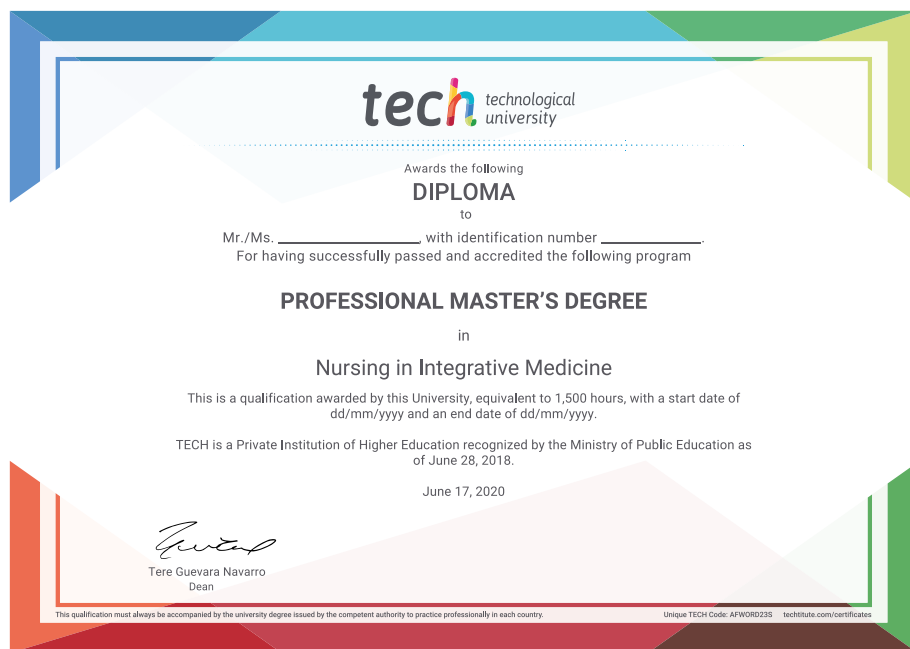 tech technological
university
Awards the following
DIPLOMA
to
Mr./Ms. ____________________, with identification number ______________.
For having successfully passed and accredited the following program
PROFESSIONAL MASTER'S DEGREE
in
Nursing in Integrative Medicine
This is a qualification awarded by this University, equivalent to 1,500 hours, with a start date of
dd/mm/yyyy and an end date of dd/mm/yyyy.
TECH is a Private Institution of Higher Education recognized by the Ministry of Public Education as
of June 28, 2018.
June 17, 2020
Tere Guevara Navarro
Dean
This qualification must always be accompanied by the university degree issued by the competent authority to practice professionally in each country. Unique TECH Code: AFWORD23S techtitute.com/certificates